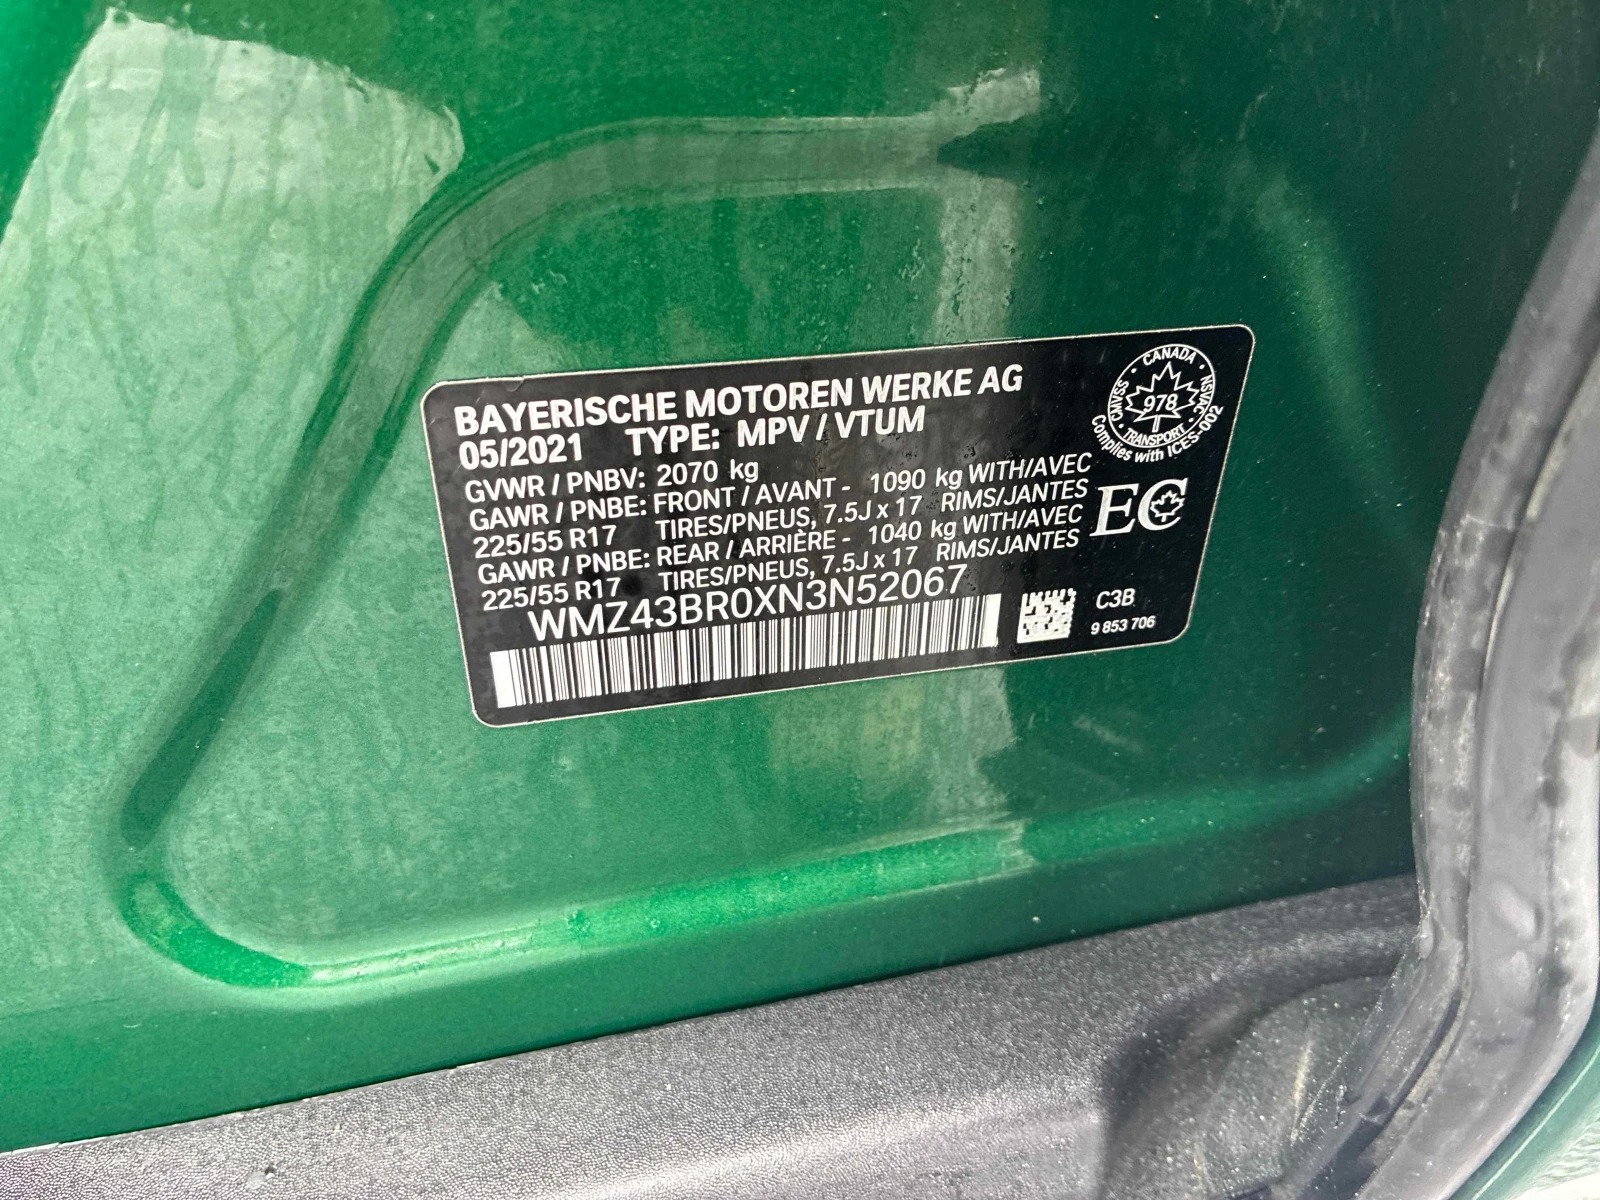 BAYERISCHE MOTOREN WERKE AG
05/2021 TYPE: MPV / VTUM
GVWR / PNBV: 2070 kg
GAWR / PNBE: FRONT / AVANT - 1090 kg WITH/AVEC
225/55 R17 TIRES/PNEUS, 7.5J x 17 RIMS/JANTES
GAWR / PNBE: REAR / ARRIÈRE - 1040 kg WITH/AVEC
225/55 R17 TIRES/PNEUS, 7.5J x 17 RIMS/JANTES
WMZ43BR0XN3N52067
CANADA
CMVSS
NSVAC
978
TRANSPORT
Complies with ICES-002
EC
C3B
9 853 706